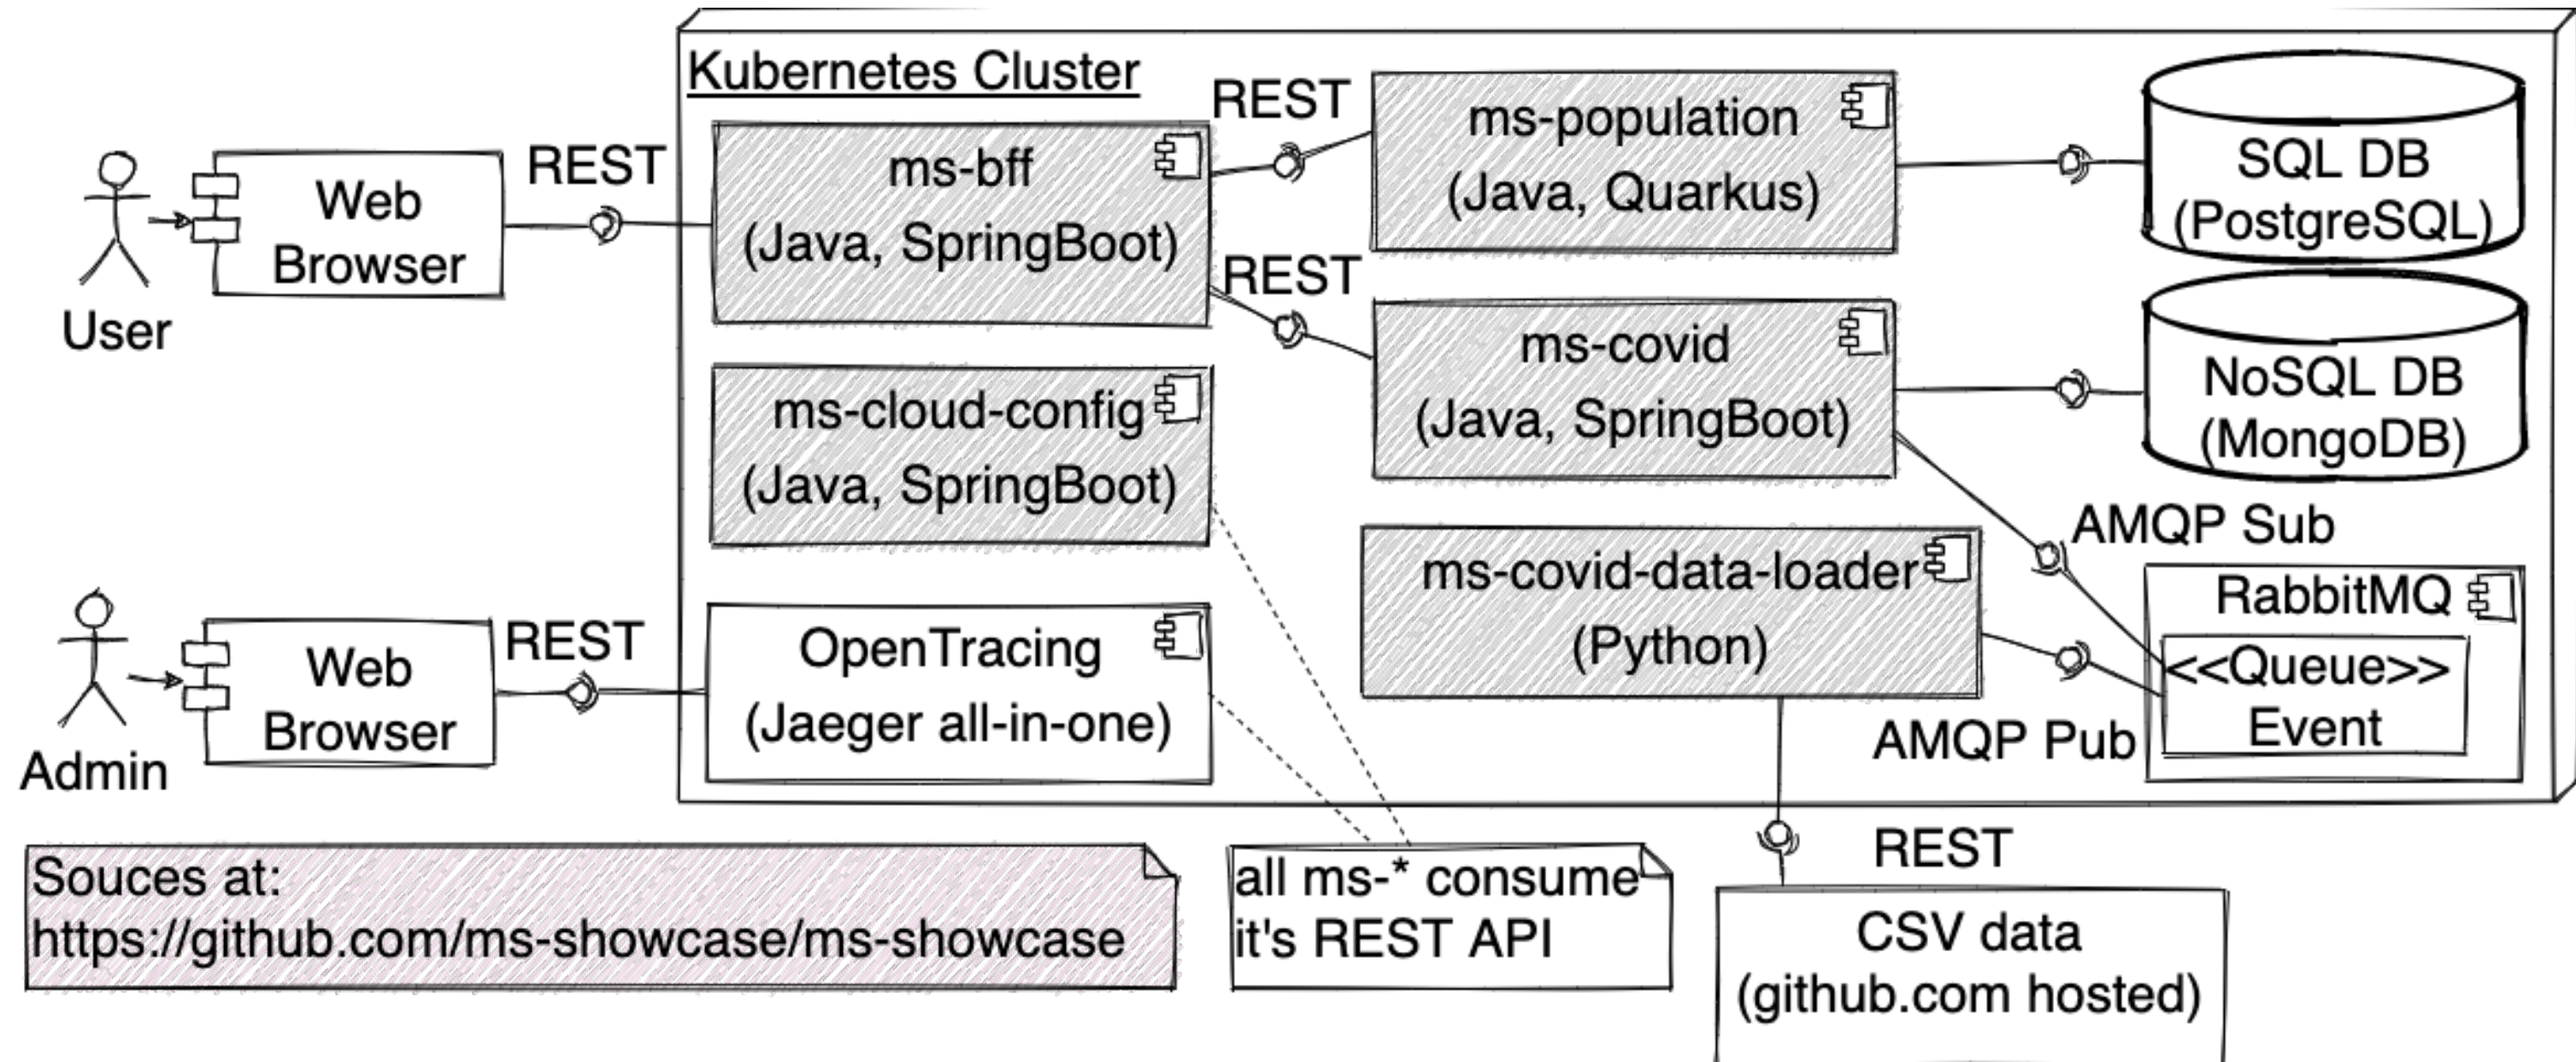 Kubernetes Cluster
REST
ms-population
(Java, Quarkus)
SQL DB
(PostgreSQL)
User
Web
Browser
REST
ms-bff
(Java, SpringBoot)
REST
ms-covid
(Java, SpringBoot)
NoSQL DB
(MongoDB)
ms-cloud-config
(Java, SpringBoot)
AMQP Sub
ms-covid-data-loader
(Python)
RabbitMQ
<<Queue>>
Event
AMQP Pub
Admin
Web
Browser
REST
OpenTracing
(Jaeger all-in-one)
Souces at:
https://github.com/ms-showcase/ms-showcase
all ms-* consume
it's REST API
REST
CSV data
(github.com hosted)